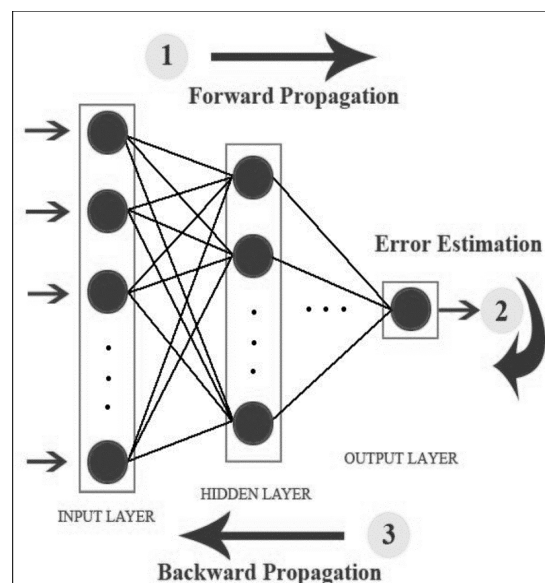 1
Forward Propagation
Error Estimation
2
OUTPUT LAYER
HIDDEN LAYER
INPUT LAYER
3
Backward Propagation